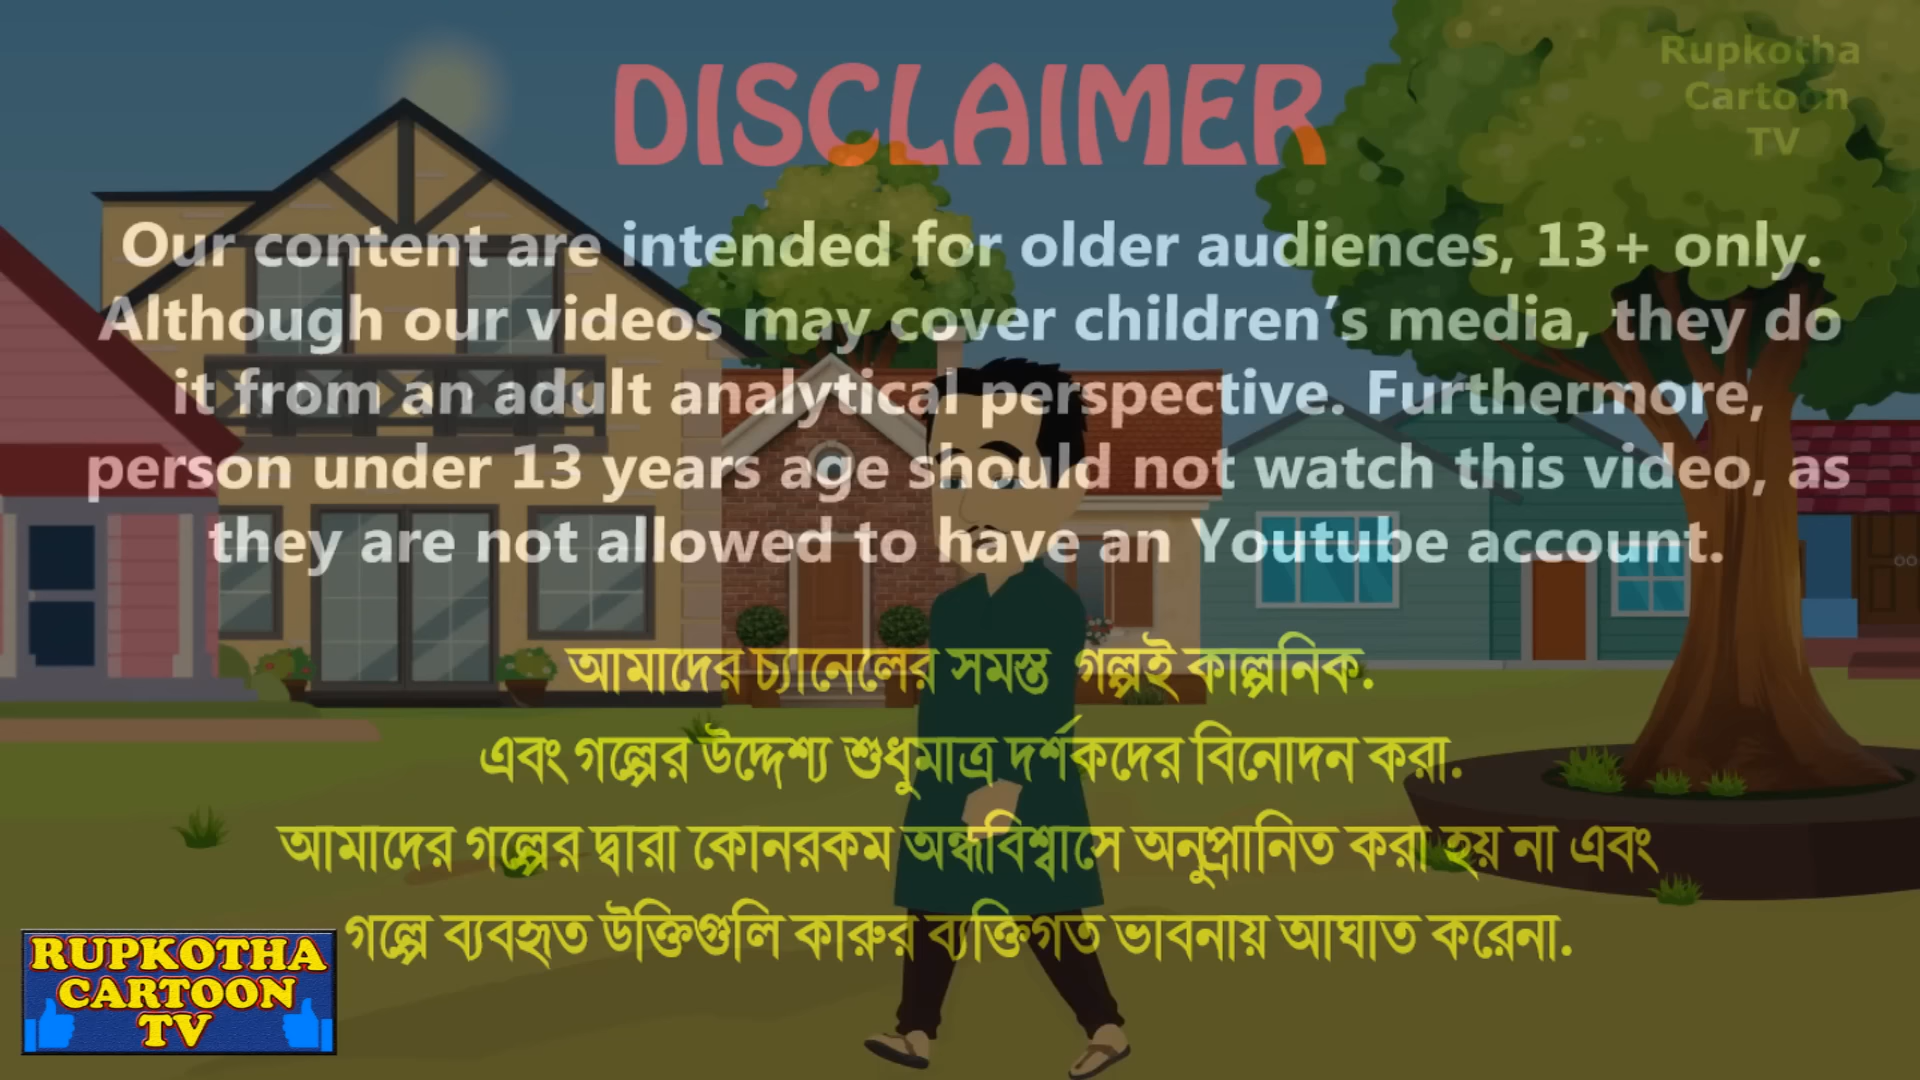 Rupkotha
Cartoon
TV
DISCLAIMER
Our content are intended for older audiences, 13+ only.
Although our videos may cover children’s media, they do
it from an adult analytical perspective. Furthermore,
person under 13 years age should not watch this video, as
they are not allowed to have an Youtube account.
আমাদের চ্যানেলের সমস্ত গল্পই কাল্পনিক.
এবং গল্পের উদ্দেশ্য শুধুমাত্র দর্শকদের বিনোদন করা.
আমাদের গল্পের দ্বারা কোনরকম অন্ধবিশ্বাসে অনুপ্রানিত করা হয় না এবং
গল্পে ব্যবহৃত উক্তিগুলি কারুর ব্যক্তিগত ভাবনায় আঘাত করেনা.
RUPKOTHA
CARTOON
TV